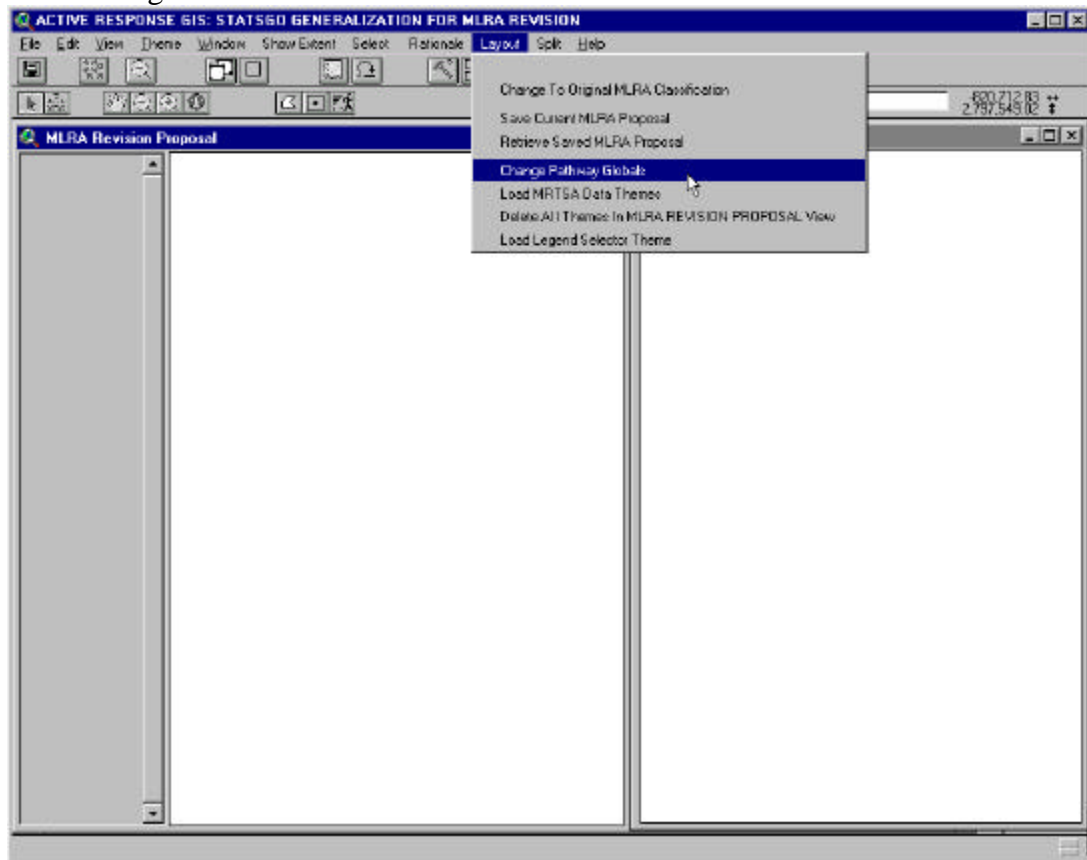 ACTIVE RESPONSE GIS: STATSGO GENERALIZATION FOR MLRA REVISION
File Edit View Theme Window Show Extent Select Rationale Layout Split Help
Change To Original MLRA Classification
Save Current MLRA Proposal
Retrieve Saved MLRA Proposal
Change Pathway Globals
Load MRTSA Data Themes
Delete All Themes In MLRA REVISION PROPOSAL View
Load Legend Selector Theme
-820,712.83
2,797,549.02
MLRA Revision Proposal